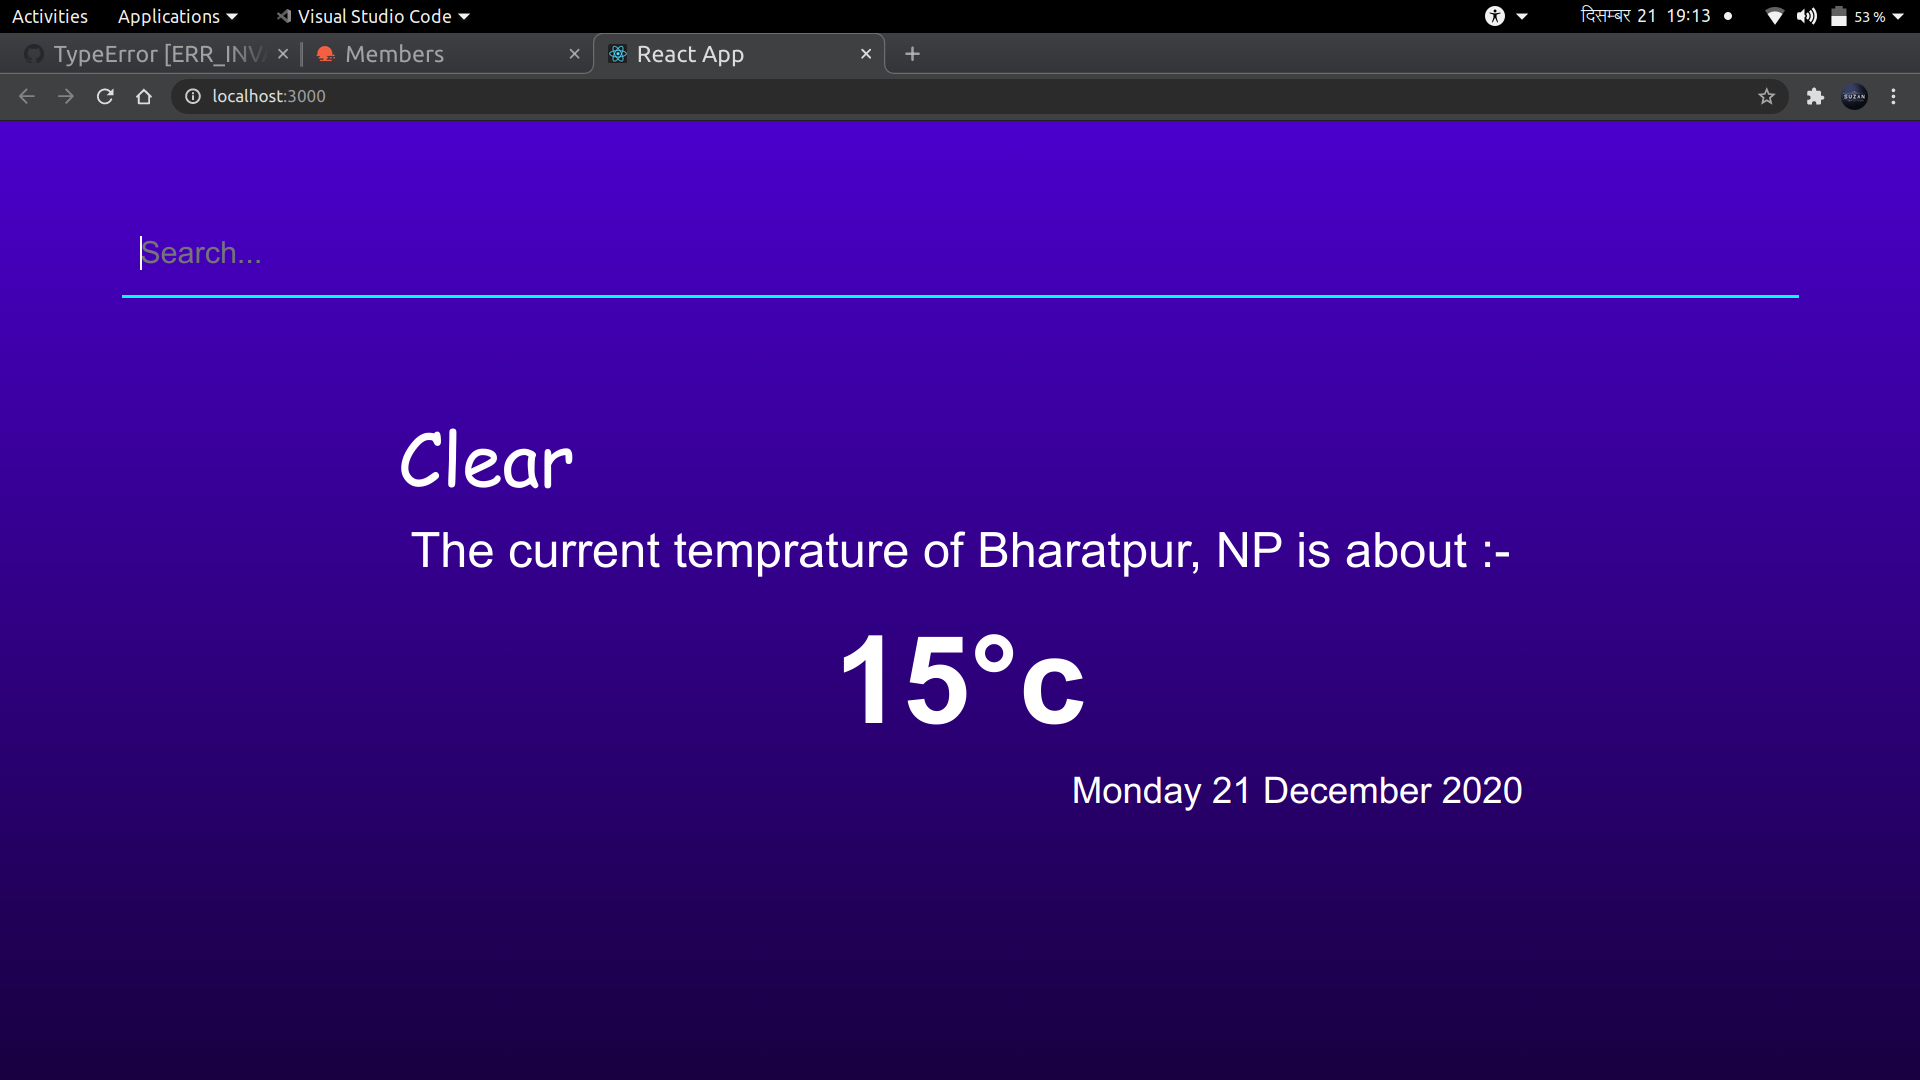 Activities Applications Visual Studio Code दिसम्बर 21 19:13 53 %
TypeError [ERR_INVA Members React App
localhost:3000
Search...
Clear
The current temprature of Bharatpur, NP is about :-
15°c
Monday 21 December 2020